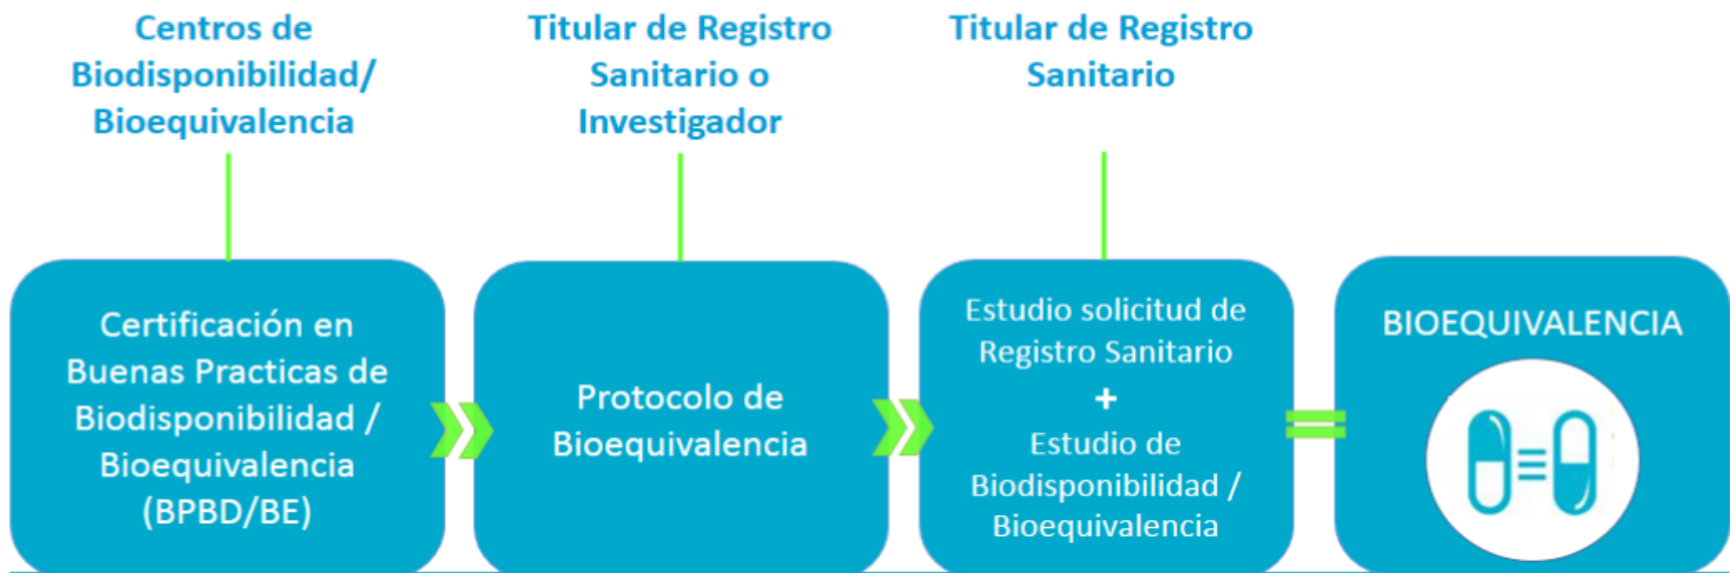 Centros de
Biodisponibilidad/
Bioequivalencia
Titular de Registro
Sanitario o
Investigador
Titular de Registro
Sanitario
Certificación en
Buenas Practicas de
Biodisponibilidad /
Bioequivalencia
(BPBD/BE)
Protocolo de
Bioequivalencia
Estudio solicitud de
Registro Sanitario
+
Estudio de
Biodisponibilidad /
Bioequivalencia
BIOEQUIVALENCIA